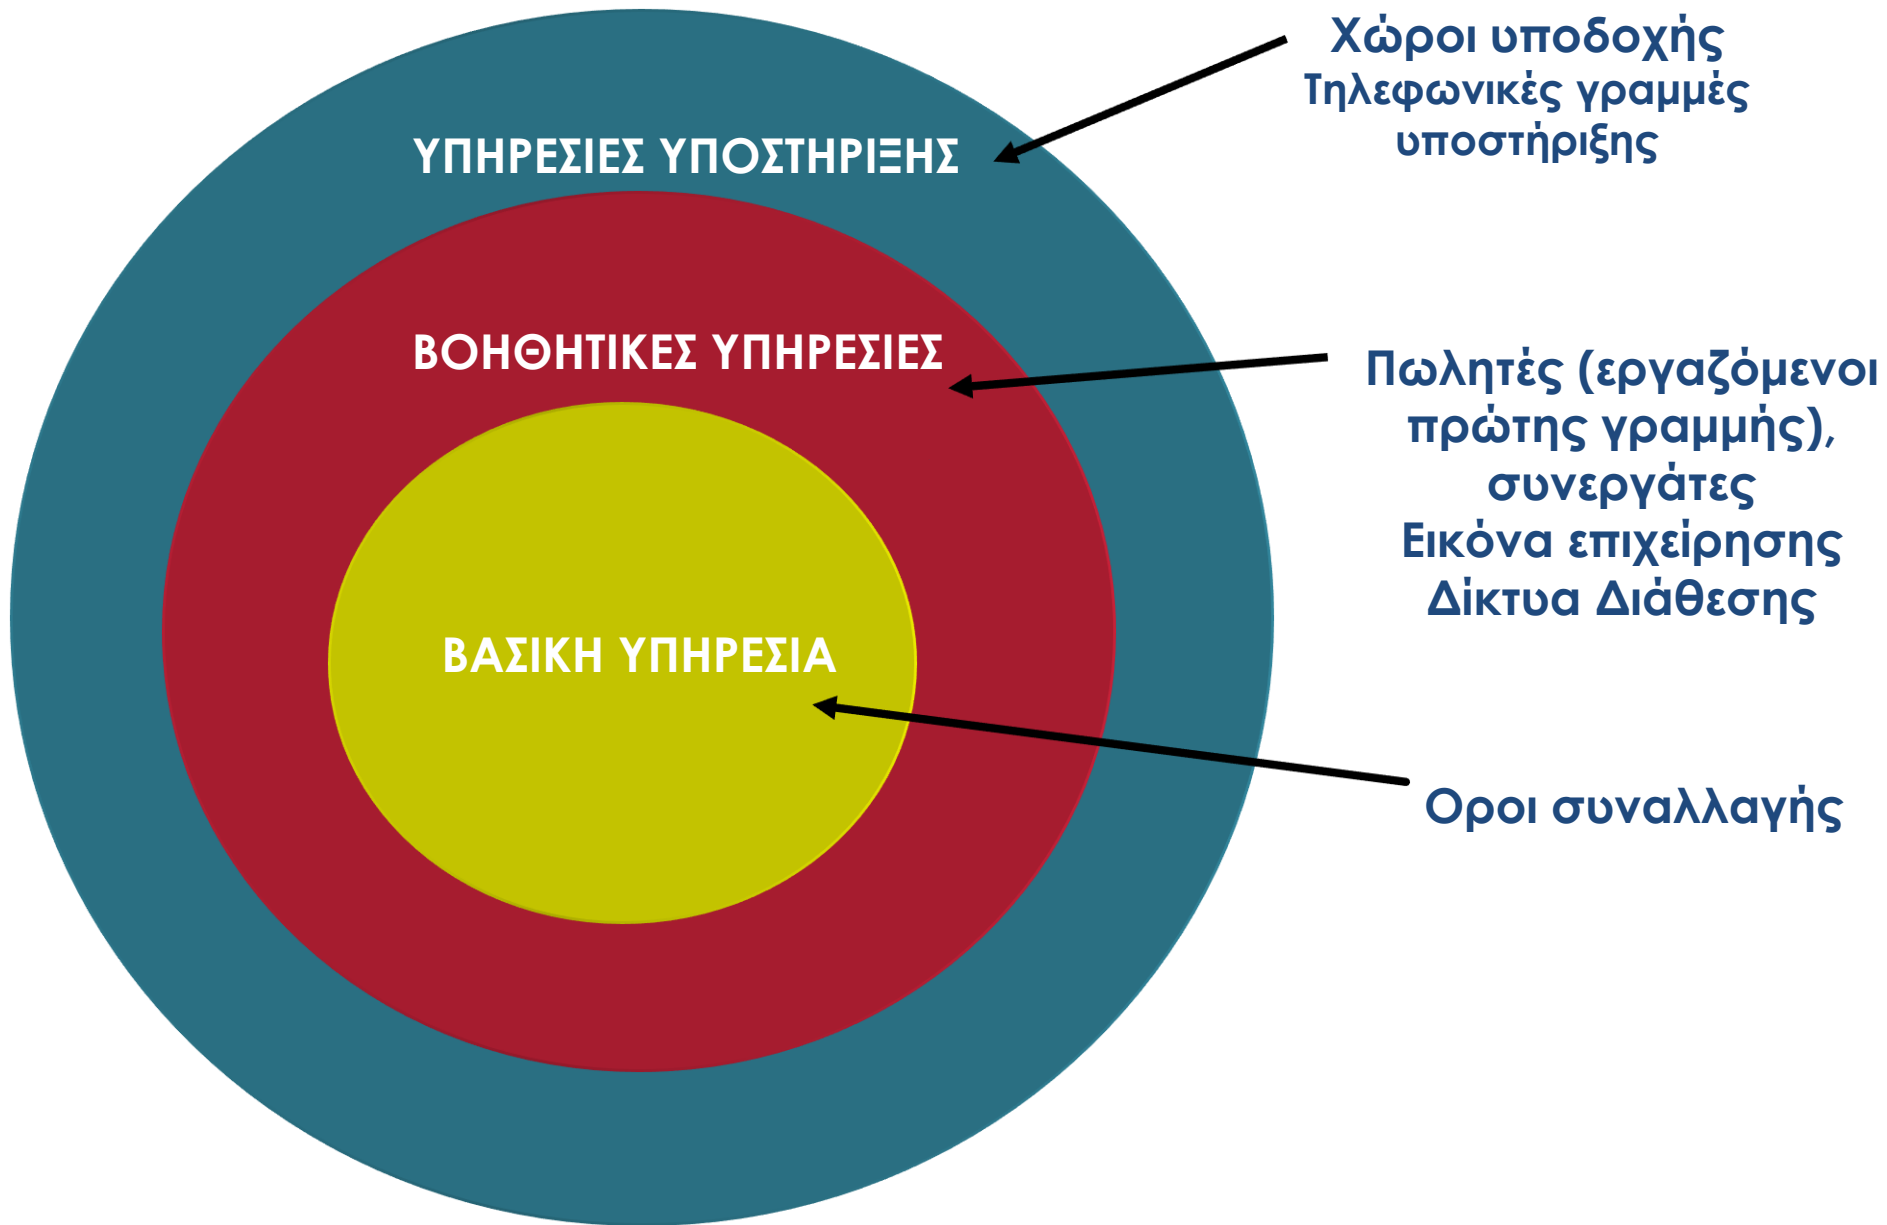 Χώροι υποδοχής
Τηλεφωνικές γραμμές
υποστήριξης
ΥΠΗΡΕΣΙΕΣ ΥΠΟΣΤΗΡΙΞΗΣ
ΒΟΗΘΗΤΙΚΕΣ ΥΠΗΡΕΣΙΕΣ
Πωλητές (εργαζόμενοι
πρώτης γραμμής),
συνεργάτες
Εικόνα επιχείρησης
Δίκτυα Διάθεσης
ΒΑΣΙΚΗ ΥΠΗΡΕΣΙΑ
Οροι συναλλαγής